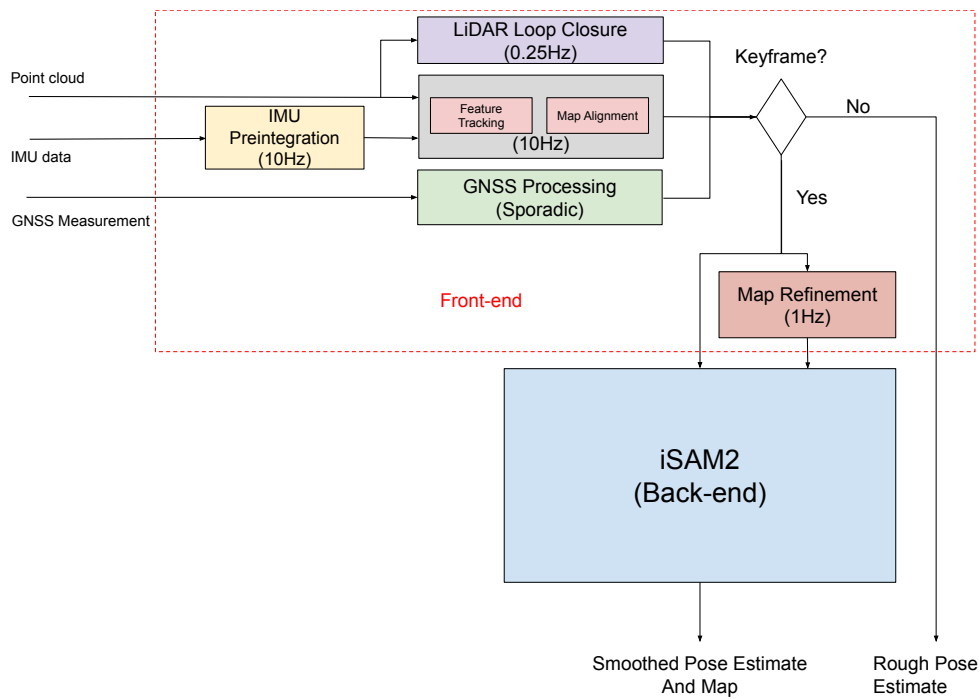 LiDAR Loop Closure
(0.25Hz)
Keyframe?
Point cloud
Feature
Tracking
Map Alignment
(10Hz)
No
IMU
Preintegration
(10Hz)
IMU data
GNSS Processing
(Sporadic)
GNSS Measurement
Yes
Front-end
Map Refinement
(1Hz)
iSAM2
(Back-end)
Smoothed Pose Estimate
And Map
Rough Pose
Estimate